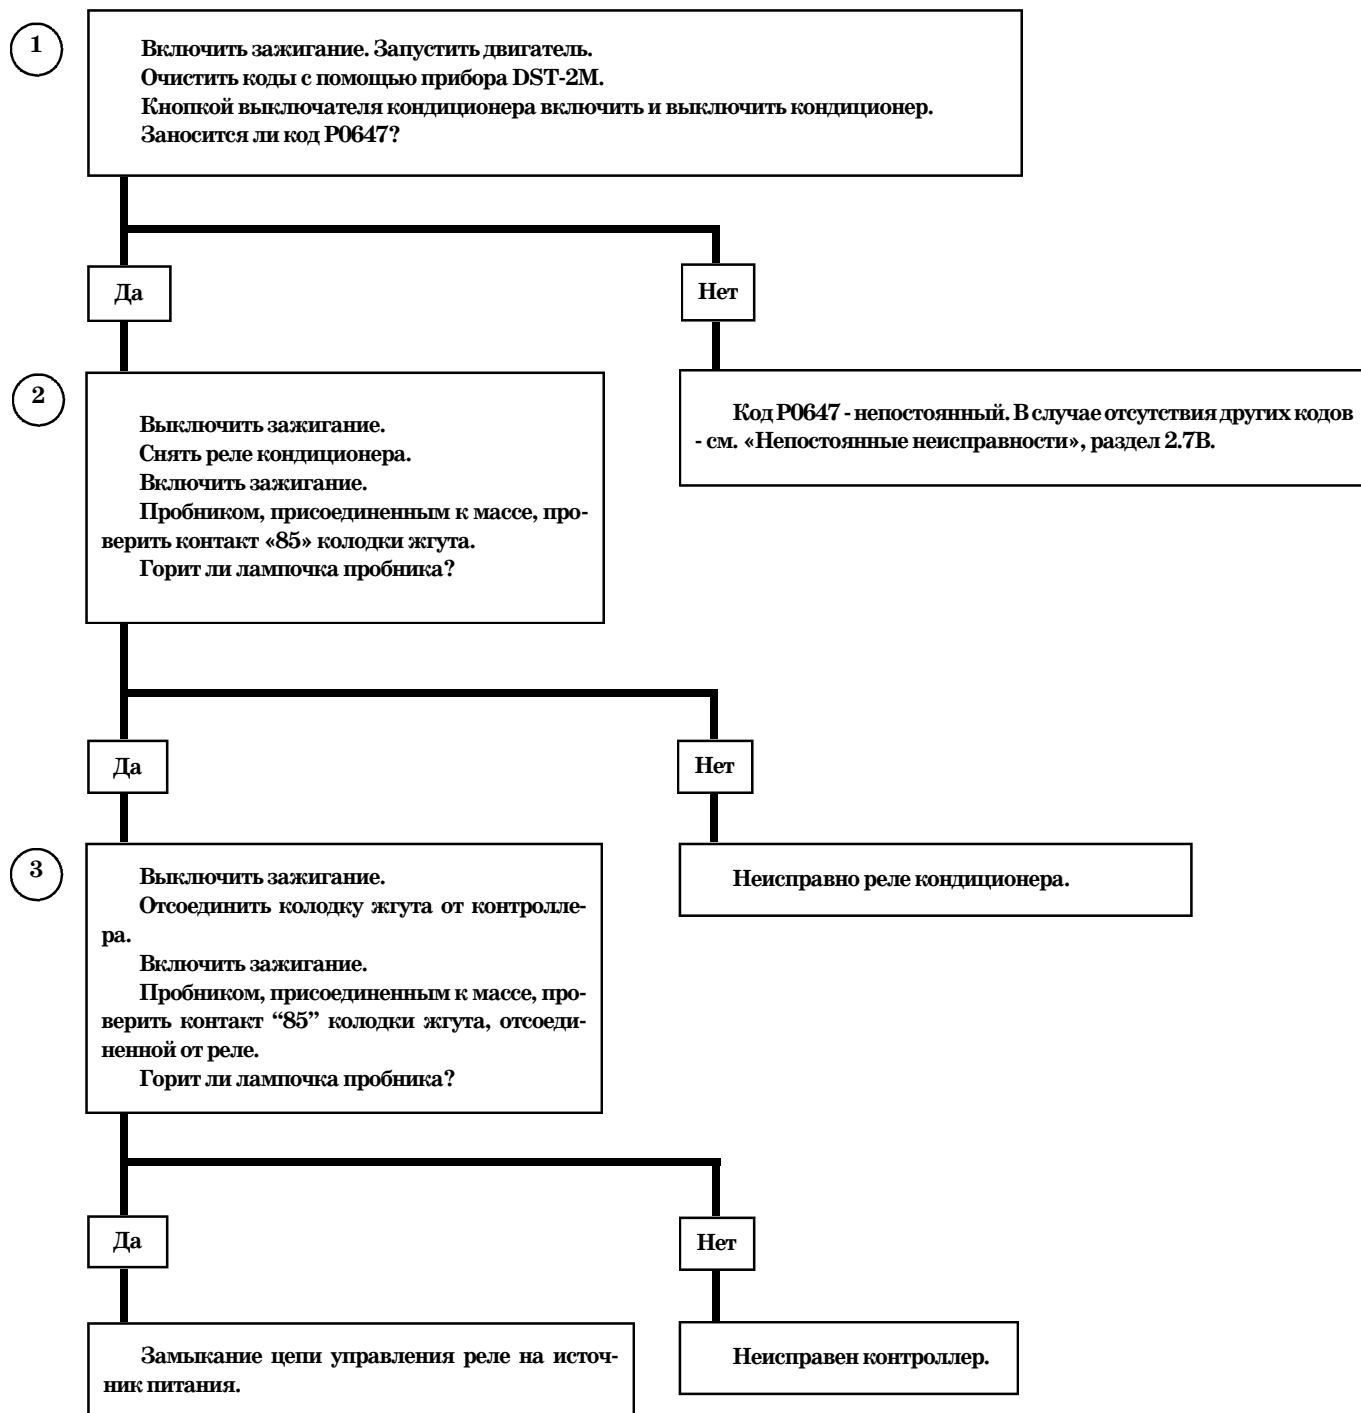 1
Включить зажигание. Запустить двигатель.
Очистить коды с помощью прибора DST-2М.
Кнопкой выключателя кондиционера включить и выключить кондиционер.
Заносится ли код Р0647?
Да
Нет
2
Выключить зажигание.
Снять реле кондиционера.
Включить зажигание.
Пробником, присоединенным к массе, про-
верить контакт «85» колодки жгута.
Горит ли лампочка пробника?
Код Р0647 - непостоянный. В случае отсутствия других кодов
- см. «Непостоянные неисправности», раздел 2.7В.
Да
Нет
3
Выключить зажигание.
Отсоединить колодку жгута от контролле-
ра.
Включить зажигание.
Пробником, присоединенным к массе, про-
верить контакт “85” колодки жгута, отсоеди-
ненной от реле.
Горит ли лампочка пробника?
Неисправно реле кондиционера.
Да
Нет
Замыкание цепи управления реле на источ-
ник питания.
Неисправен контроллер.